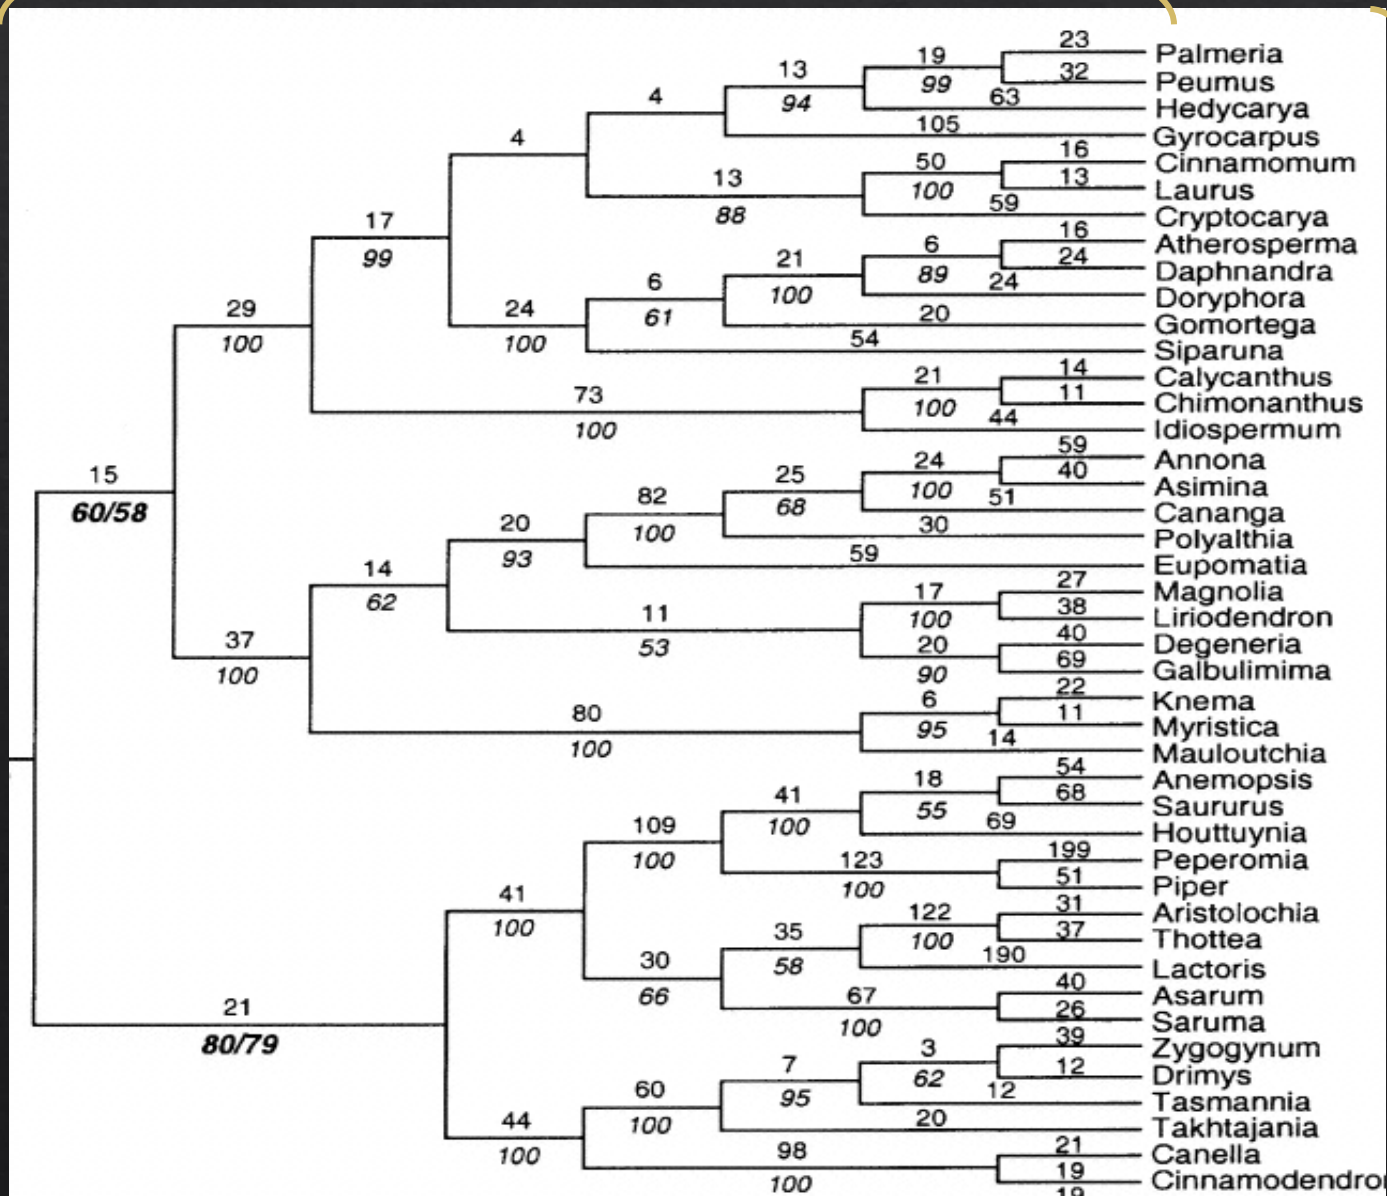 23
19 Palmeria
13 32 Peumus
4 99 63
94 Hedycarya
105 Gyrocarpus
4 16
50 Cinnamomum
13 13 Laurus
100 59
88 Cryptocarya
17 16
6 Atherosperma
99 21 24 Daphnandra
89 24
6 100 Doryphora
29 24 61 20 Gomortega
100 100 54 Siparuna
14
21 Calycanthus
73 11 Chimonanthus
100 44
100 Idiospermum
59
24 Annona
15 25 40 Asimina
82 100 51
60/58 68 Cananga
20 100 30 Polyalthia
93 59 Eupomatia
14 27
17 Magnolia
62 11 38 Liriodendron
100
37 53 20 40 Degeneria
100 90 69 Galbulimima
22
6 Knema
80 11 Myristica
95 14
100 Mauloutchia
54
18 Anemopsis
41 68 Saururus
109 55 69
100 Houttuynia
100 123 199 Peperomia
41 100 51 Piper
31
122 Aristolochia
100 35 37 Thottea
30 100 190
58 Lactoris
66 67 40 Asarum
21 100 26 Saruma
80/79 39
3 Zygogynum
7 12 Drimys
60 62 12
95 Tasmannia
44 100 20 Takhtajania
98 21 Canella
100 100 19 Cinnamodendro